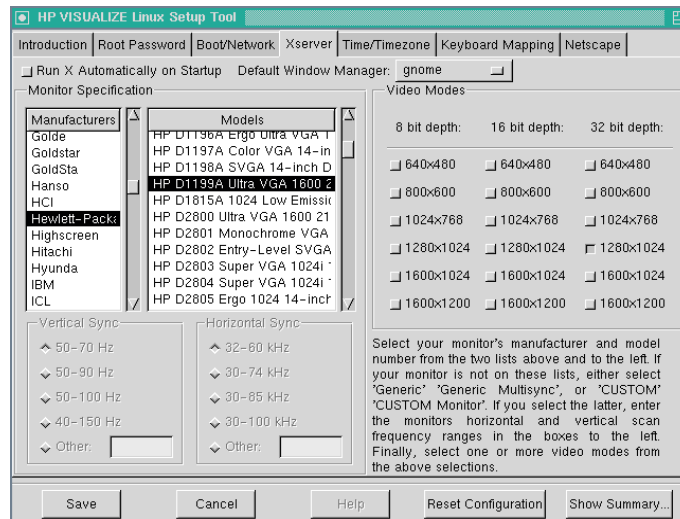 HP VISUALIZE Linux Setup Tool
Introduction Root Password Boot/Network Xserver Time/Timezone Keyboard Mapping Netscape
Run X Automatically on Startup Default Window Manager: gnome
Monitor Specification
Manufacturers
Golde
Goldstar
GoldSta
Hanso
HCI
Hewlett-Packa
Highscreen
Hitachi
Hyunda
IBM
ICL
Models
HP D1196A Ergo Ultra VGA 1
HP D1197A Color VGA 14-in
HP D1198A SVGA 14-inch D
HP D1199A Ultra VGA 1600 2
HP D1815A 1024 Low Emissic
HP D2800 Ultra VGA 1600 21
HP D2801 Monochrome VGA
HP D2802 Entry-Level SVGA
HP D2803 Super VGA 1024i
HP D2804 Super VGA 1024i
HP D2805 Ergo 1024 14-inch
Video Modes
8 bit depth: 16 bit depth: 32 bit depth:
640x480 640x480 640x480
800x600 800x600 800x600
1024x768 1024x768 1024x768
1280x1024 1280x1024 1280x1024
1600x1024 1600x1024 1600x1024
1600x1200 1600x1200 1600x1200
Vertical Sync
50-70 Hz
50-90 Hz
50-100 Hz
40-150 Hz
Other:
Horizontal Sync
32-60 kHz
30-74 kHz
30-85 kHz
30-100 kHz
Other:
Select your monitor's manufacturer and model
number from the two lists above and to the left. If
your monitor is not on these lists, either select
'Generic' 'Generic Multisync', or 'CUSTOM'
'CUSTOM Monitor'. If you select the latter, enter
the monitors horizontal and vertical scan
frequency ranges in the boxes to the left.
Finally, select one or more video modes from
the above selections.
Save Cancel Help Reset Configuration Show Summary...